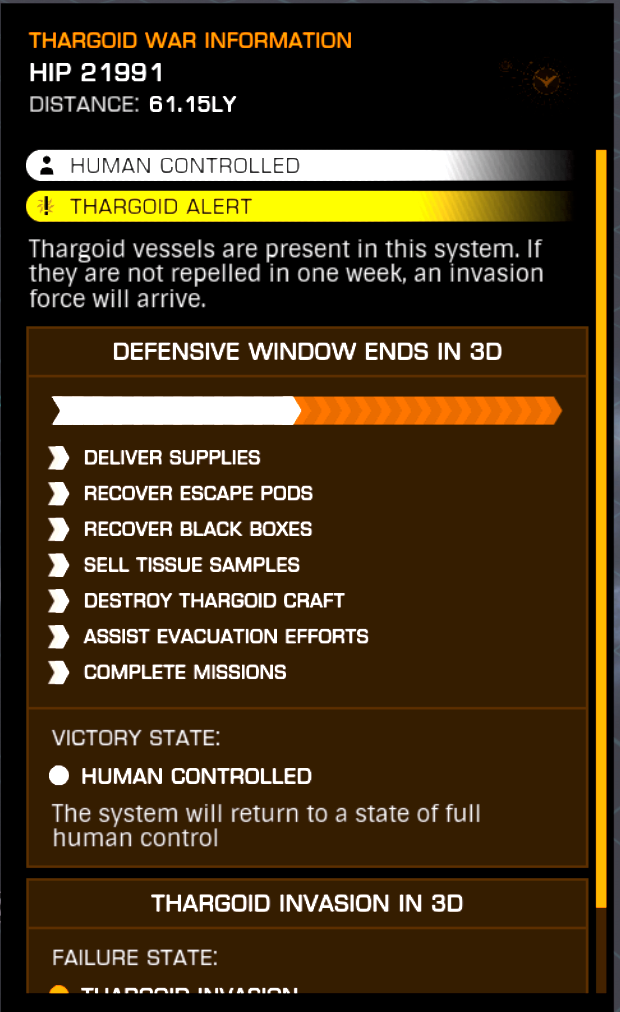 THARGOID WAR INFORMATION
HIP 21991
DISTANCE: 61.15LY
HUMAN CONTROLLED
THARGOID ALERT
Thargoid vessels are present in this system. If
they are not repelled in one week, an invasion
force will arrive.
DEFENSIVE WINDOW ENDS IN 3D
DELIVER SUPPLIES
RECOVER ESCAPE PODS
RECOVER BLACK BOXES
SELL TISSUE SAMPLES
DESTROY THARGOID CRAFT
ASSIST EVACUATION EFFORTS
COMPLETE MISSIONS
VICTORY STATE:
HUMAN CONTROLLED
The system will return to a state of full
human control
THARGOID INVASION IN 3D
FAILURE STATE:
THARGOID INVASION